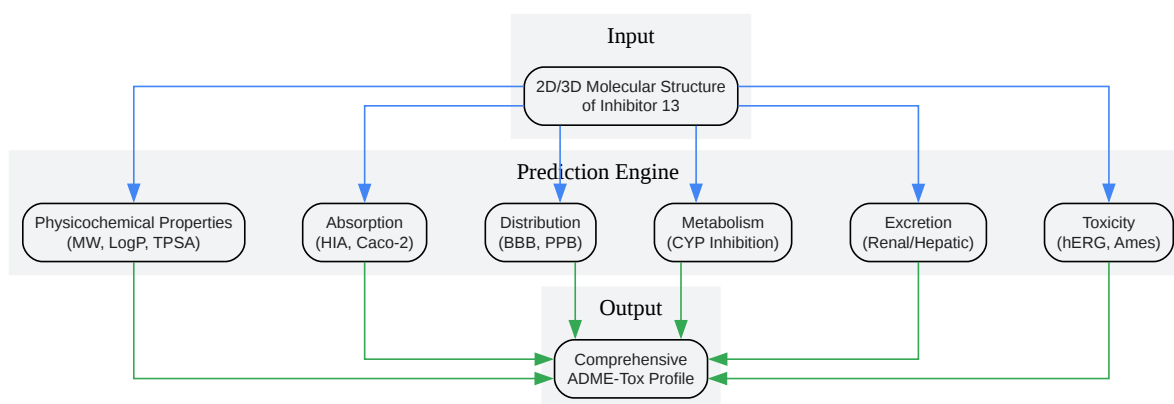 Input
2D/3D Molecular Structure
of Inhibitor 13
Prediction Engine
Physicochemical Properties
(MW, LogP, TPSA)
Absorption
(HIA, Caco-2)
Distribution
(BBB, PPB)
Metabolism
(CYP Inhibition)
Excretion
(Renal/Hepatic)
Toxicity
(hERG, Ames)
Output
Comprehensive
ADME-Tox Profile